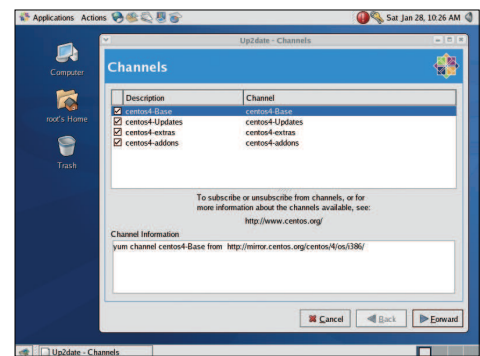 Applications Actions Sat Jan 28, 10:26 AM
Up2date - Channels
Computer
root's Home
Trash
Channels
Description Channel
centos4-Base centos4-Base
centos4-Updates centos4-Updates
centos4-extras centos4-extras
centos4-addons centos4-addons
To subscribe or unsubscribe from channels, or for
more information about the channels available, see:
http://www.centos.org/
Channel Information
yum channel centos4-Base from http://mirror.centos.org/centos/4/os/i386/
Cancel Back Forward
Up2date - Channels